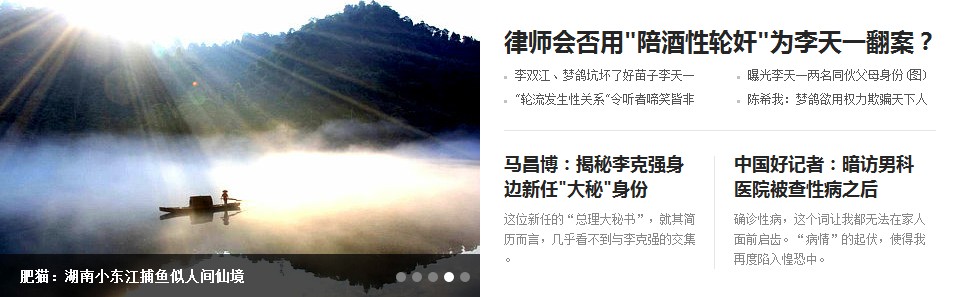 肥猫：湖南小东江捕鱼似人间仙境
律师会否用"陪酒性轮奸"为李天一翻案？
李双江、梦鸽坑坏了好苗子李天一
曝光李天一两名同伙父母身份(图)
“轮流发生性关系”令听者啼笑皆非
陈希我：梦鸽欲用权力欺骗天下人
马昌博：揭秘李克强身
边新任"大秘"身份
这位新任的“总理大秘书”，就其简
历而言，几乎看不到与李克强的交集
。
中国好记者：暗访男科
医院被查性病之后
确诊性病，这个词让我都无法在家人
面前启齿。“病情”的起伏，使得我
再度陷入惶恐中。